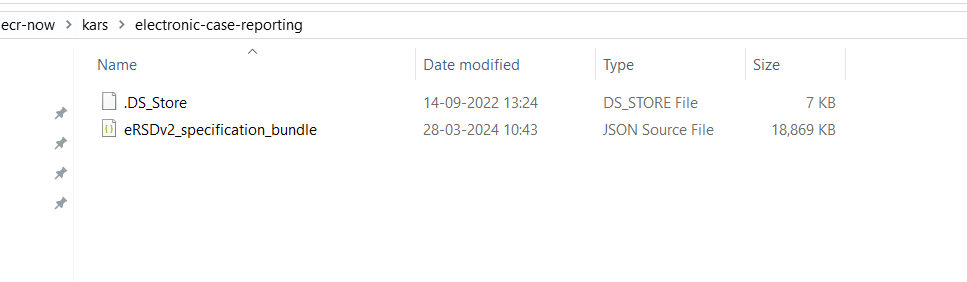 ecr-now > kars > electronic-case-reporting
Name Date modified Type Size
.DS_Store 14-09-2022 13:24 DS_STORE File 7 KB
eRSDv2_specification_bundle 28-03-2024 10:43 JSON Source File 18,869 KB